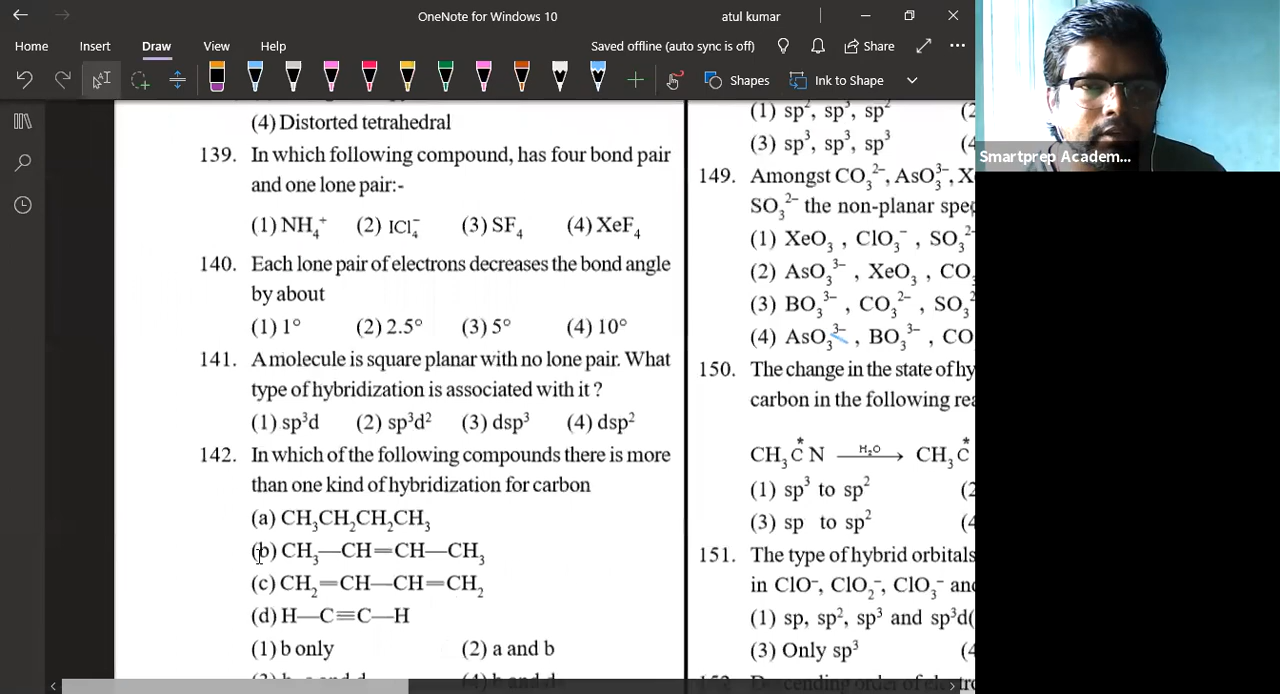 OneNote for Windows 10
atul kumar
Home Insert Draw View Help
Saved offline (auto sync is off)
Share
Shapes
Ink to Shape
Smartprep Academ...
(4) Distorted tetrahedral
139. In which following compound, has four bond pair
and one lone pair:-
(1) NH₄⁺ (2) ICl₄⁻ (3) SF₄ (4) XeF₄
140. Each lone pair of electrons decreases the bond angle
by about
(1) 1° (2) 2.5° (3) 5° (4) 10°
141. A molecule is square planar with no lone pair. What
type of hybridization is associated with it ?
(1) sp³d (2) sp³d² (3) dsp³ (4) dsp²
142. In which of the following compounds there is more
than one kind of hybridization for carbon
(a) CH₃CH₂CH₂CH₃
(b) CH₃—CH=CH—CH₃
(c) CH₂=CH—CH=CH₂
(d) H—C≡C—H
(1) b only (2) a and b
(1) sp², sp³, sp² (2
(3) sp³, sp³, sp³ (4
149. Amongst CO₃²⁻, AsO₃³⁻, X
SO₃²⁻ the non-planar spe
(1) XeO₃ , ClO₃⁻ , SO₃²
(2) AsO₃³⁻ , XeO₃ , CO
(3) BO₃³⁻ , CO₃²⁻ , SO₃²
(4) AsO₃³⁻ , BO₃³⁻ , CO
150. The change in the state of hy
carbon in the following rea
CH₃C*N —H₂O→ CH₃C*
(1) sp³ to sp² (2
(3) sp to sp² (4
151. The type of hybrid orbitals
in ClO⁻, ClO₂⁻, ClO₃⁻ and
(1) sp, sp², sp³ and sp³d(
(3) Only sp³ (4